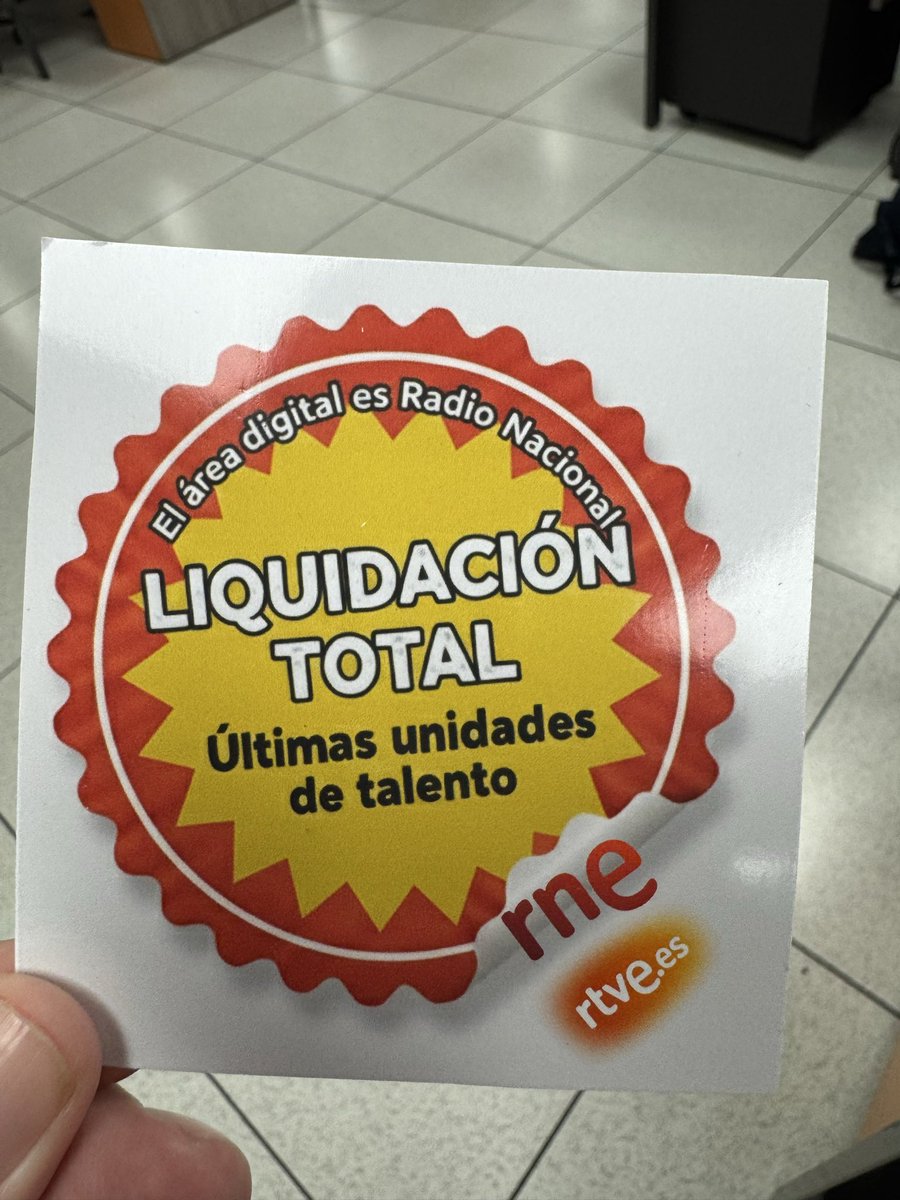 El área digital es Radio Nacional
LIQUIDACIÓN
TOTAL
Últimas unidades
de talento
rne
rtve.es